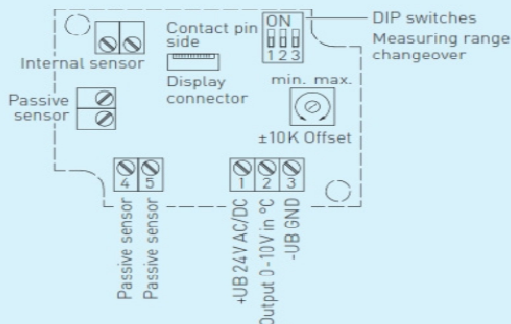 ON
1 2 3
DIP switches
Measuring range
changeover
Contact pin
side
Internal sensor
Display
connector
min. max.
Passive
sensor
±10K Offset
4 5
1 2 3
Passive sensor
Passive sensor
+UB 24V AC/DC
Output 0-10V in °C
-UB GND